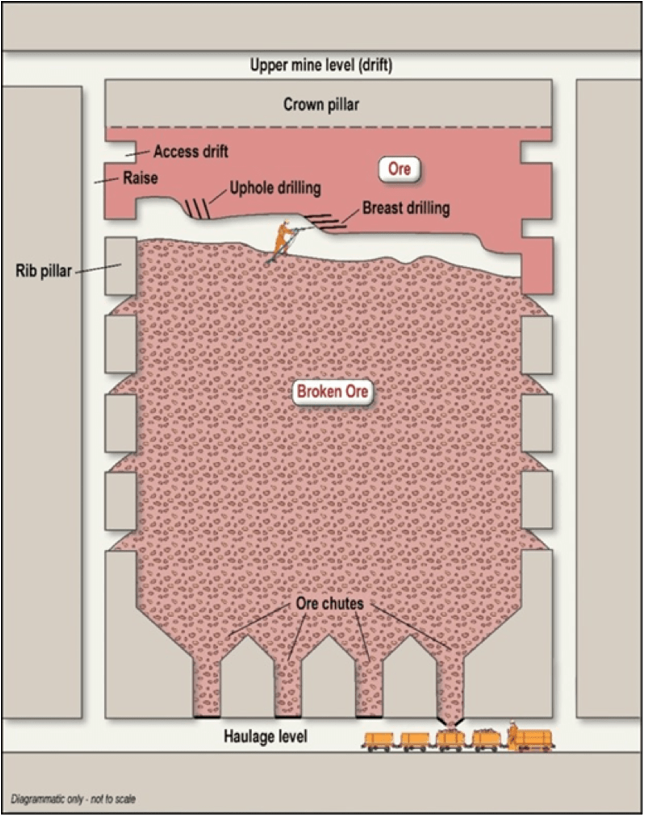 Upper mine level (drift)
Crown pillar
Access drift
Ore
Raise
Uphole drilling
Breast drilling
Rib pillar
Broken Ore
Ore chutes
Haulage level
Diagrammatic only - not to scale